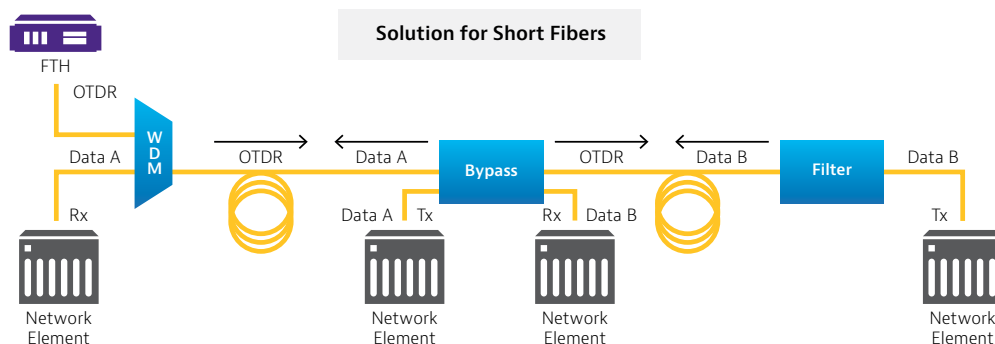 Solution for Short Fibers
FTH
OTDR
WDM
Data A
OTDR
Data A
Bypass
OTDR
Data B
Filter
Data B
Rx
Data A
Tx
Rx
Data B
Tx
Network
Element
Network
Element
Network
Element
Network
Element